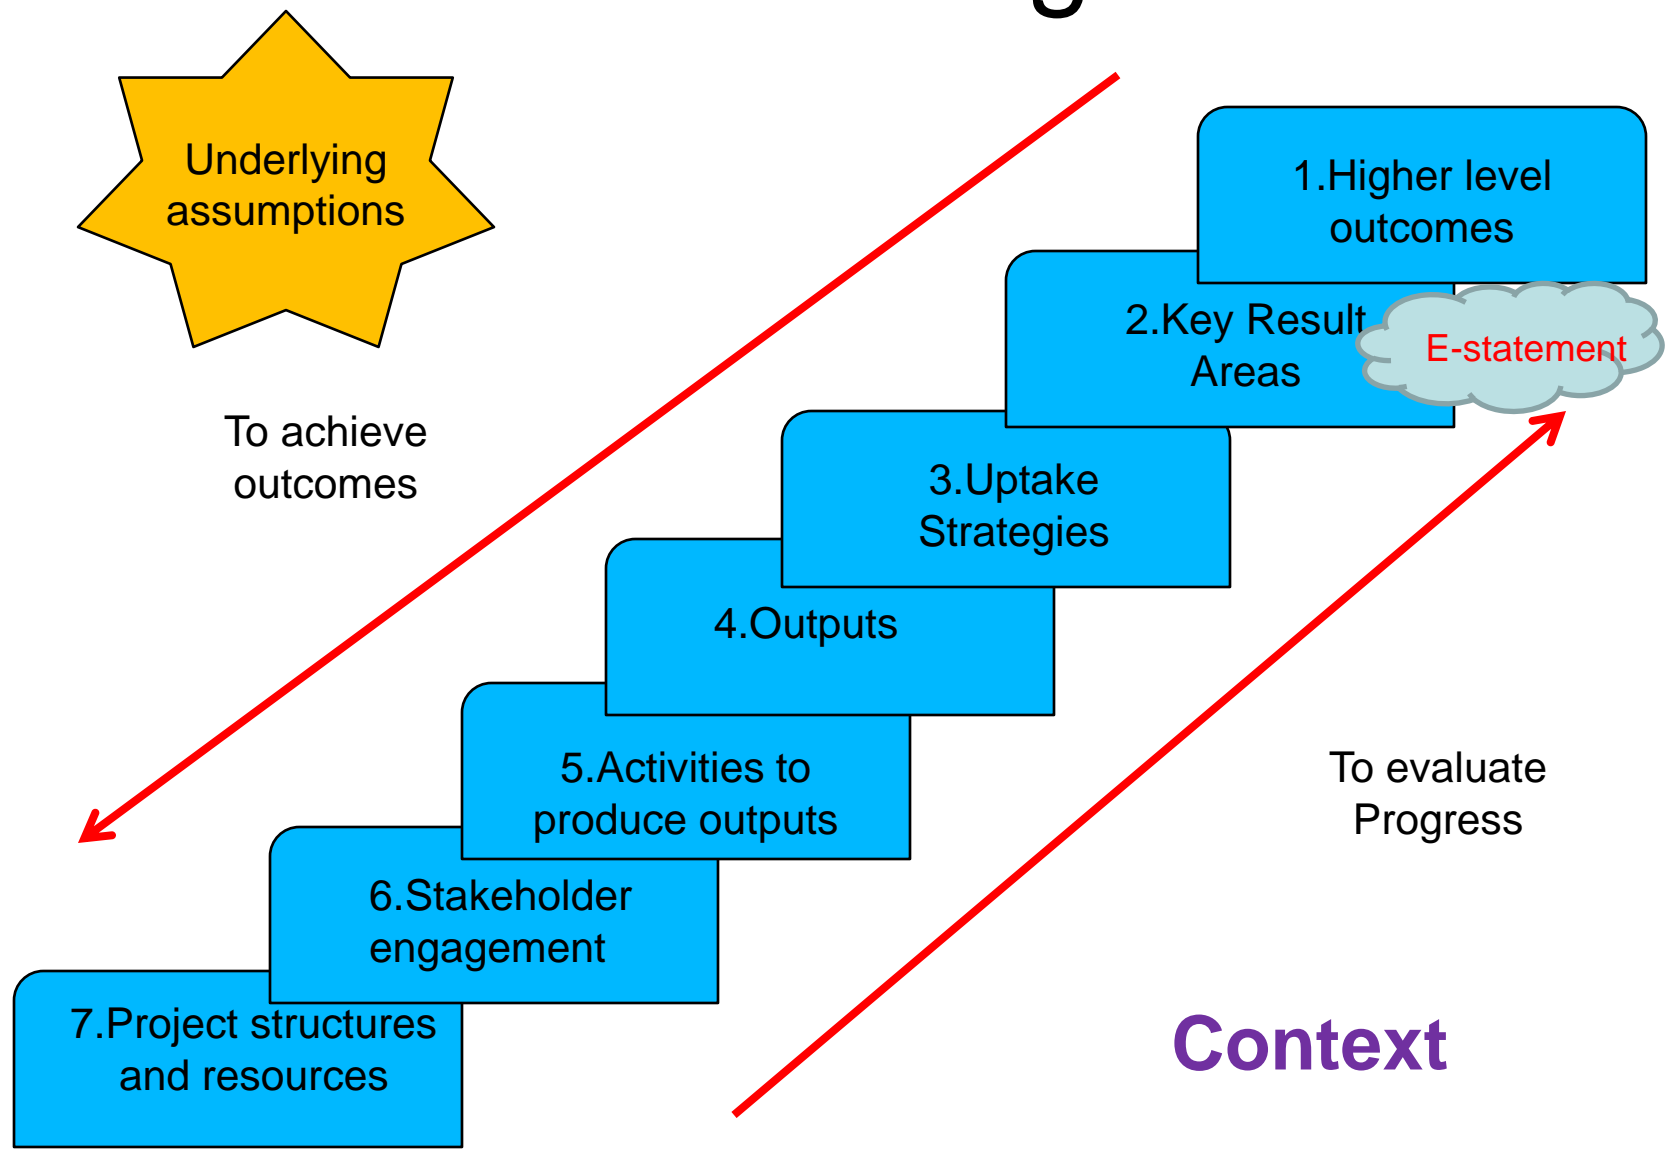 Underlying
assumptions
1.Higher level
outcomes
2.Key Result
Areas
E-statement
To achieve
outcomes
3.Uptake
Strategies
4.Outputs
5.Activities to
produce outputs
To evaluate
Progress
6.Stakeholder
engagement
7.Project structures
and resources
Context